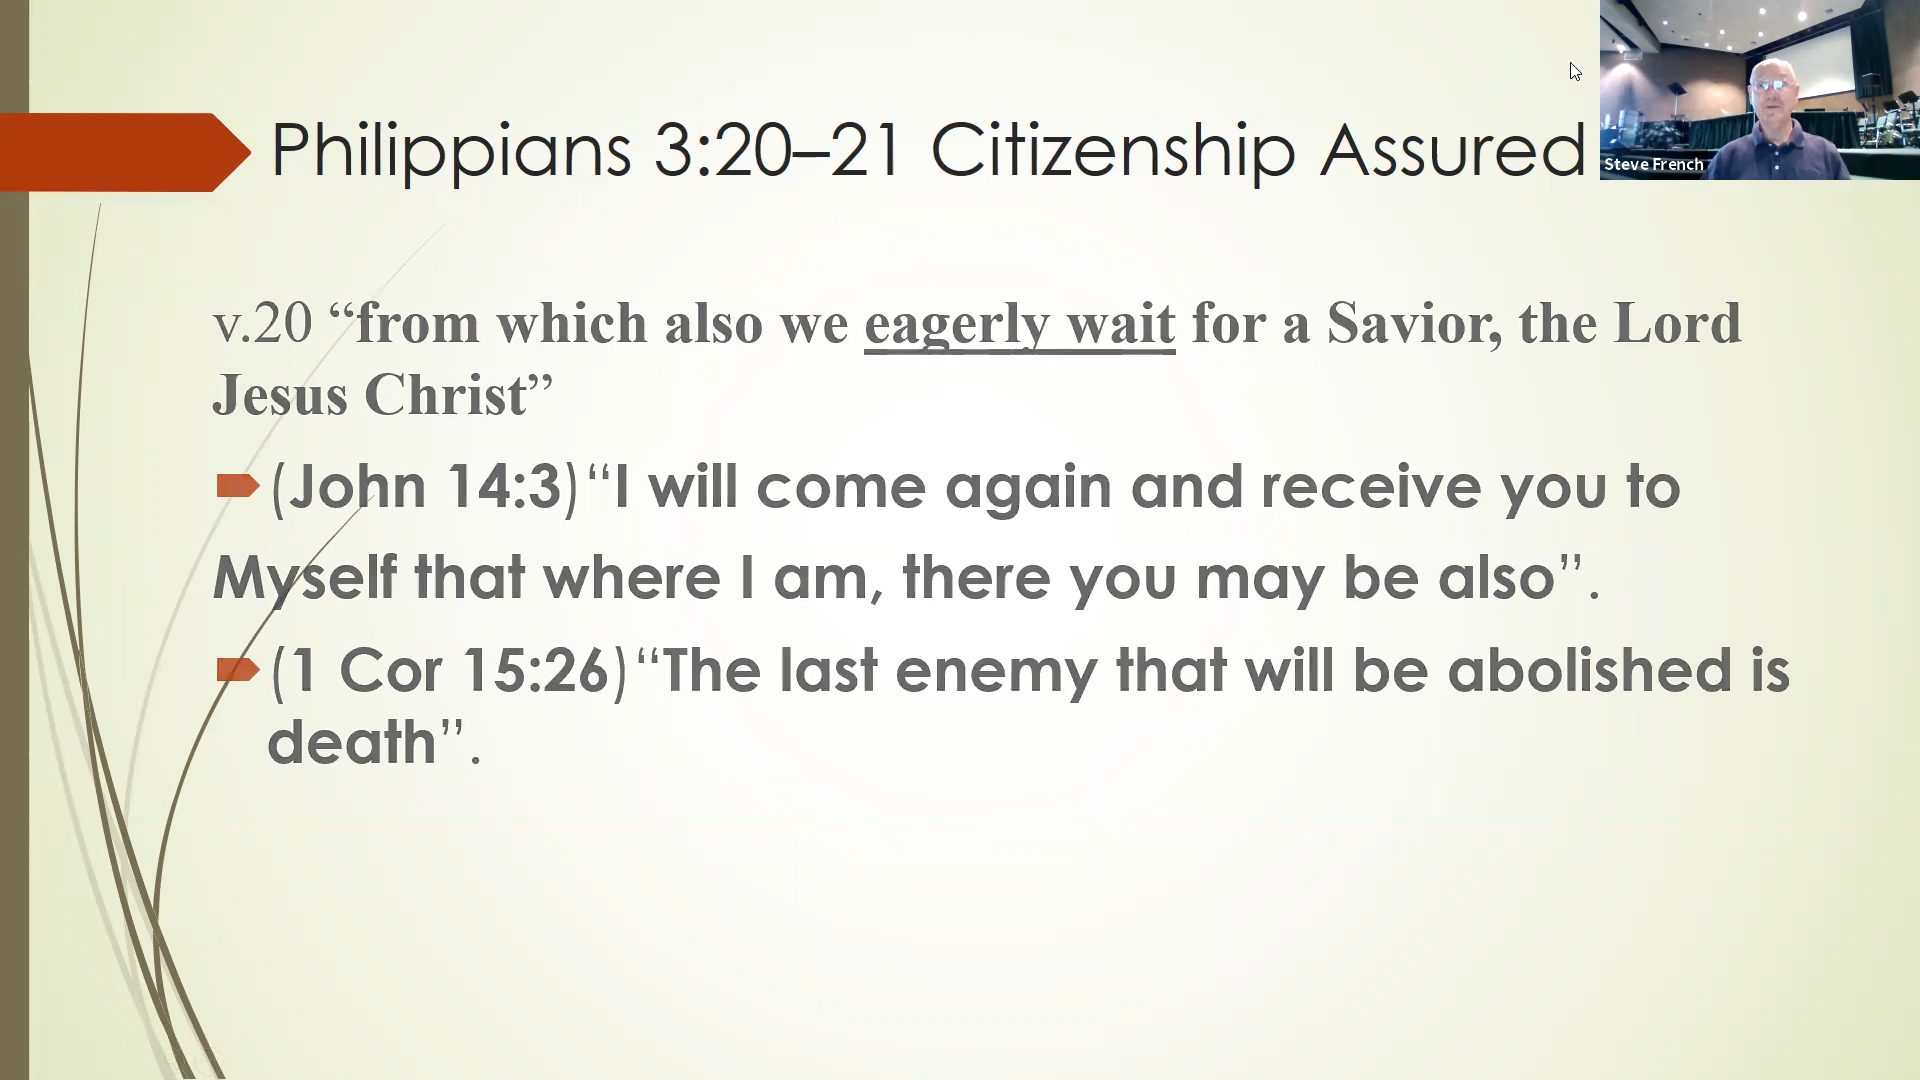 Philippians 3:20–21 Citizenship Assured
Steve French
v.20 “from which also we eagerly wait for a Savior, the Lord
Jesus Christ”
(John 14:3)“I will come again and receive you to
Myself that where I am, there you may be also”.
(1 Cor 15:26)“The last enemy that will be abolished is
death”.